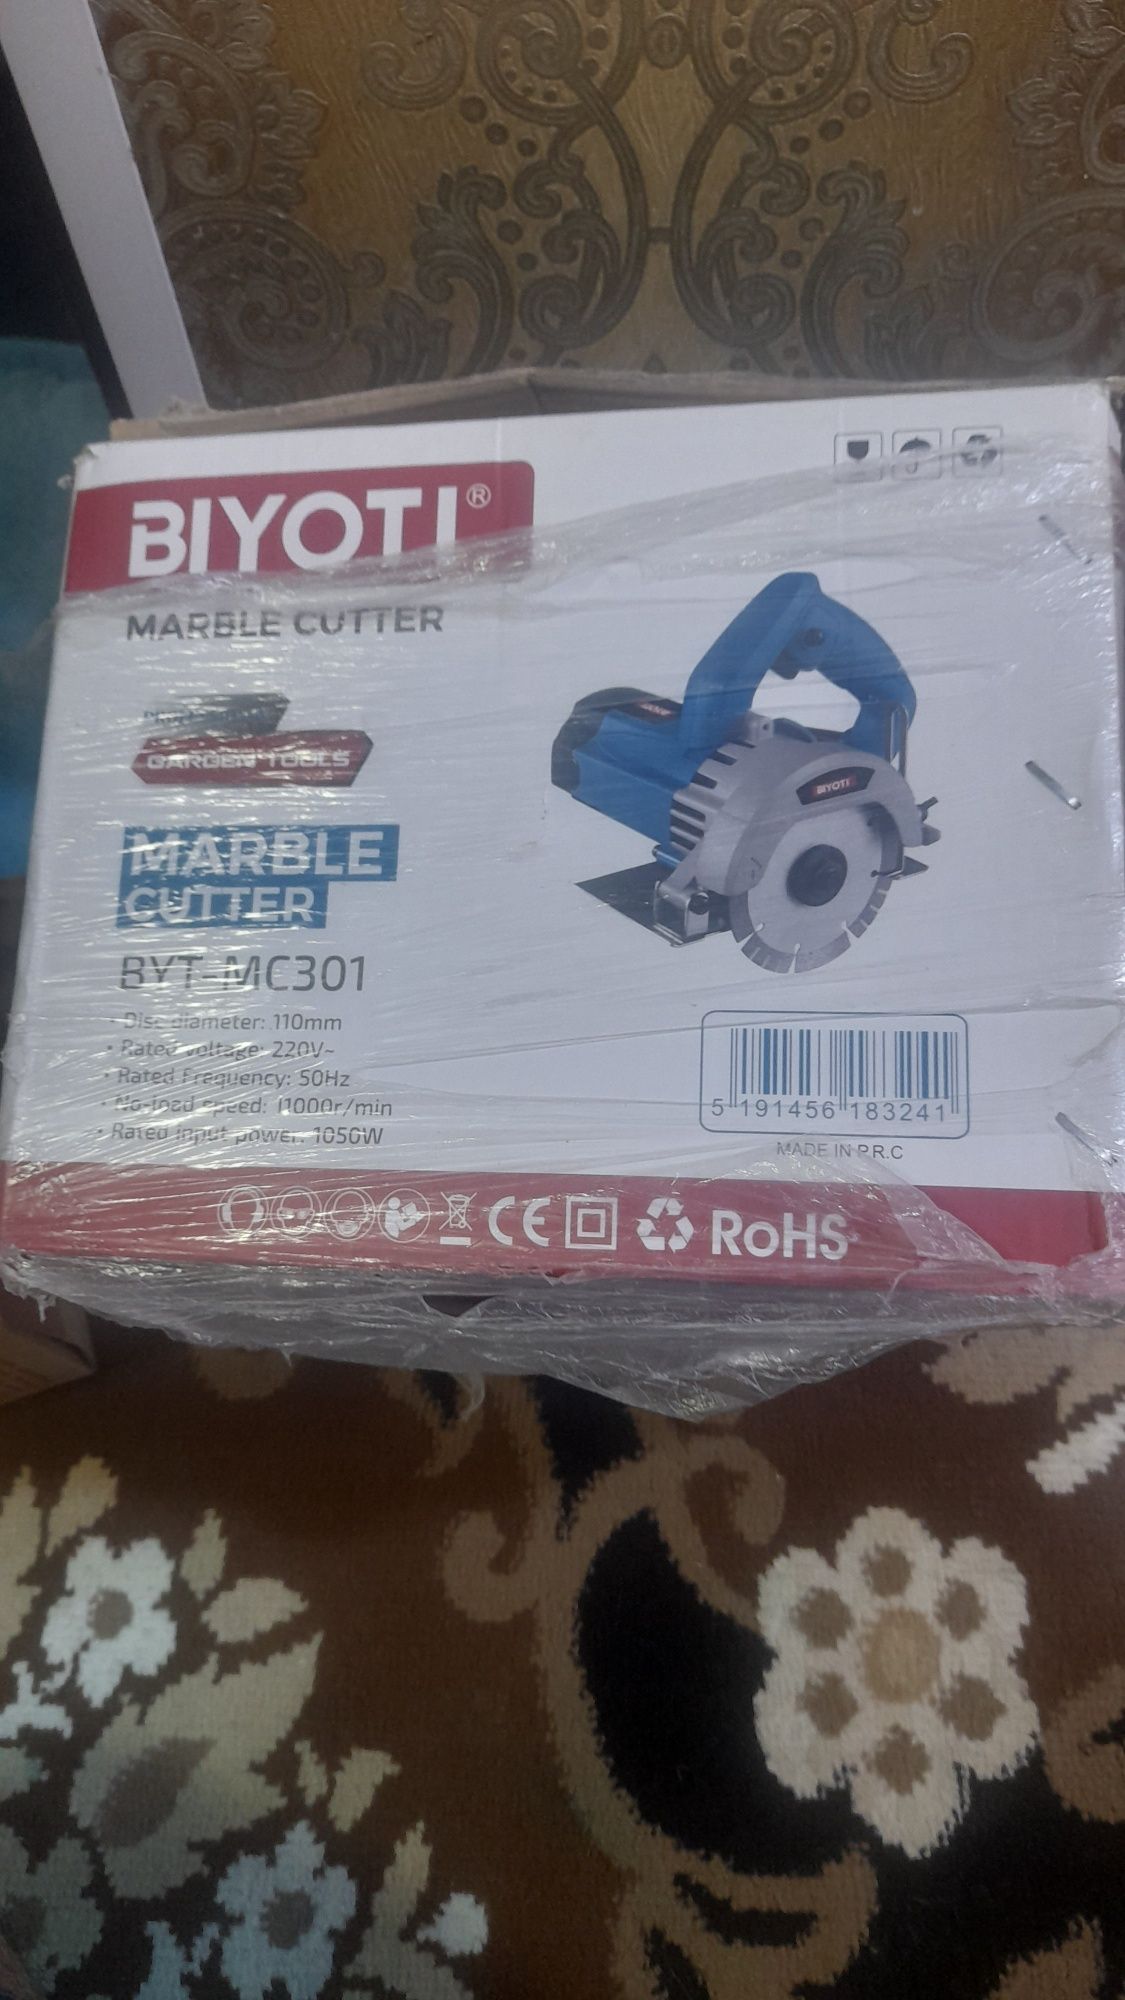 BIYOTI®
MARBLE CUTTER
GARDEN TOOLS
MARBLE
CUTTER
BYT-MC301
• Disc diameter: 110mm
• Rated voltage: 220V~
• Rated Frequency: 50Hz
• No-load speed: 11000r/min
• Rated input power: 1050W
BIYOTI
5 191456 183241
MADE IN P.R.C
CE RoHS